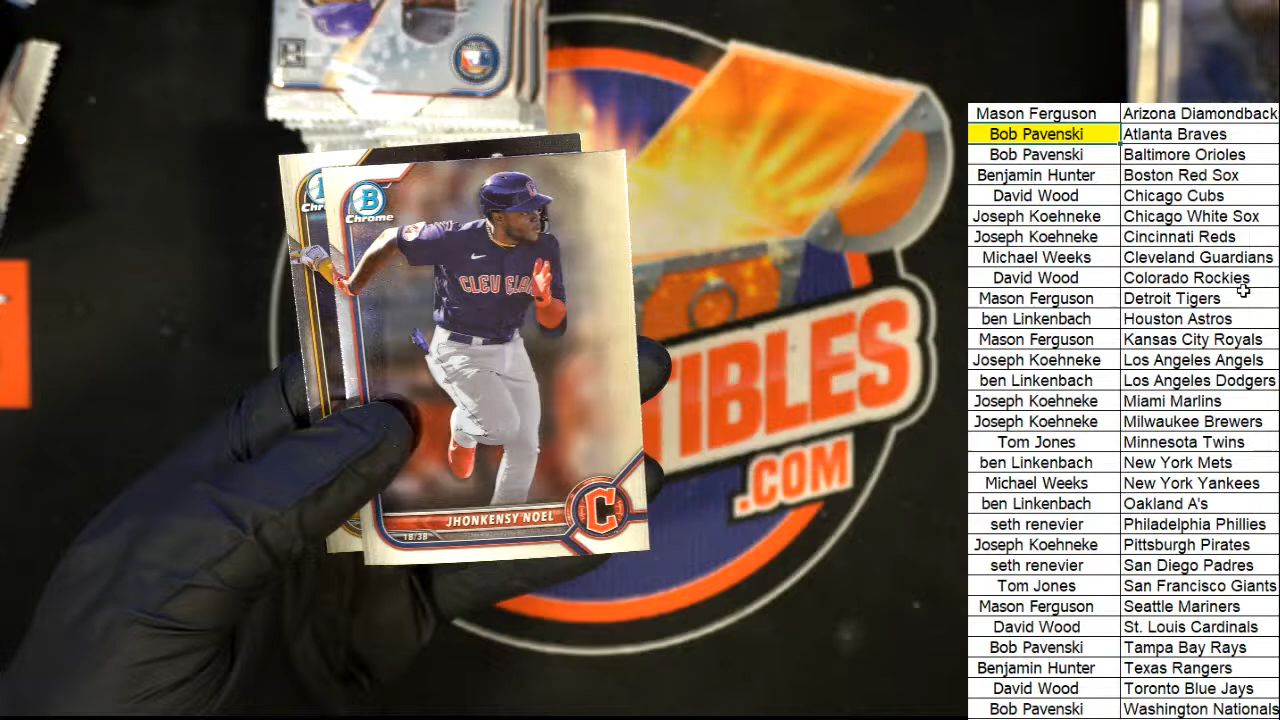 B
Chrome
Chr
CLEVELAN
JHONKENSY NOEL
1B/3B
C
TIBLES
.COM
Mason Ferguson Arizona Diamondback
Bob Pavenski Atlanta Braves
Bob Pavenski Baltimore Orioles
Benjamin Hunter Boston Red Sox
David Wood Chicago Cubs
Joseph Koehneke Chicago White Sox
Joseph Koehneke Cincinnati Reds
Michael Weeks Cleveland Guardians
David Wood Colorado Rockies
Mason Ferguson Detroit Tigers
ben Linkenbach Houston Astros
Mason Ferguson Kansas City Royals
Joseph Koehneke Los Angeles Angels
ben Linkenbach Los Angeles Dodgers
Joseph Koehneke Miami Marlins
Joseph Koehneke Milwaukee Brewers
Tom Jones Minnesota Twins
ben Linkenbach New York Mets
Michael Weeks New York Yankees
ben Linkenbach Oakland A's
seth renevier Philadelphia Phillies
Joseph Koehneke Pittsburgh Pirates
seth renevier San Diego Padres
Tom Jones San Francisco Giants
Mason Ferguson Seattle Mariners
David Wood St. Louis Cardinals
Bob Pavenski Tampa Bay Rays
Benjamin Hunter Texas Rangers
David Wood Toronto Blue Jays
Bob Pavenski Washington Nationals